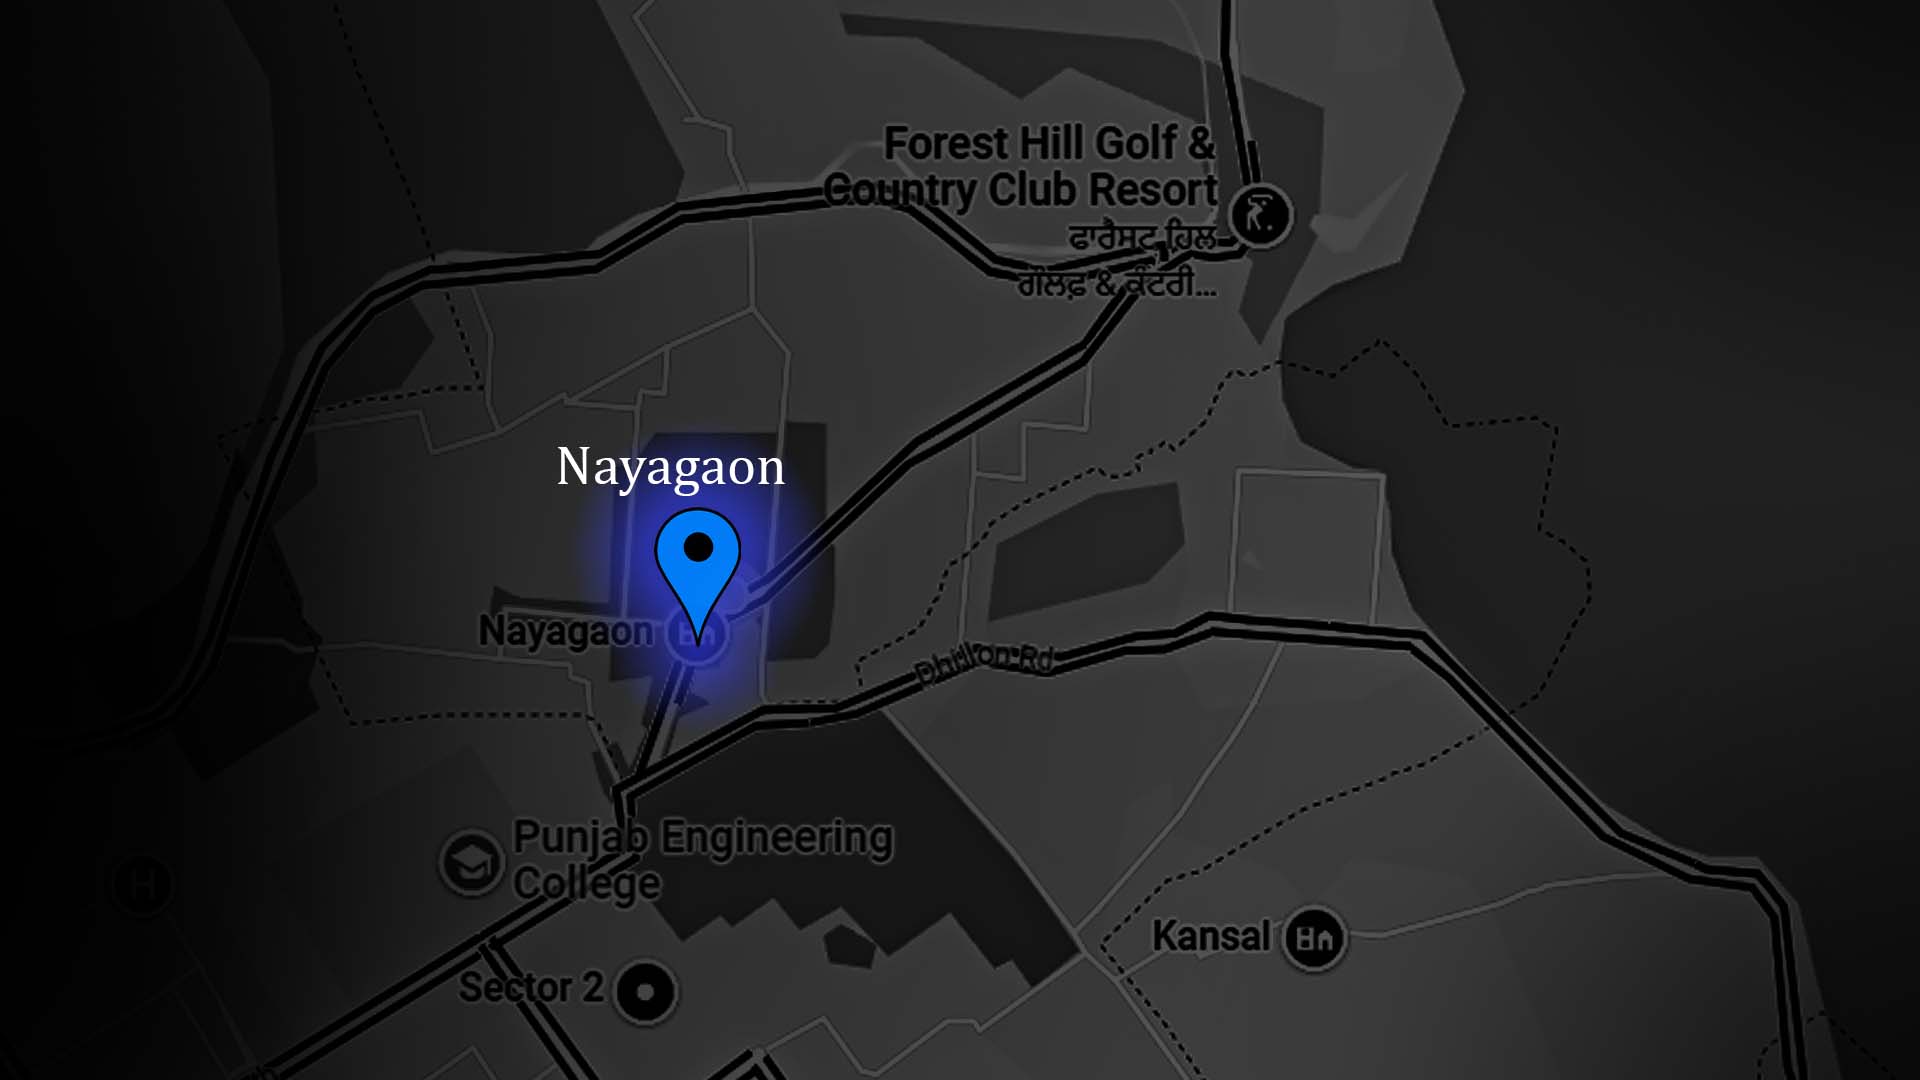 Forest Hill Golf &
Country Club Resort
ਫਾਰੈਸਟ ਹਿਲ
ਗੋਲਫ਼ & ਕੰਟਰੀ...
Nayagaon
Nayagaon
Dhillon Rd
Punjab Engineering
College
H
Kansal
Sector 2